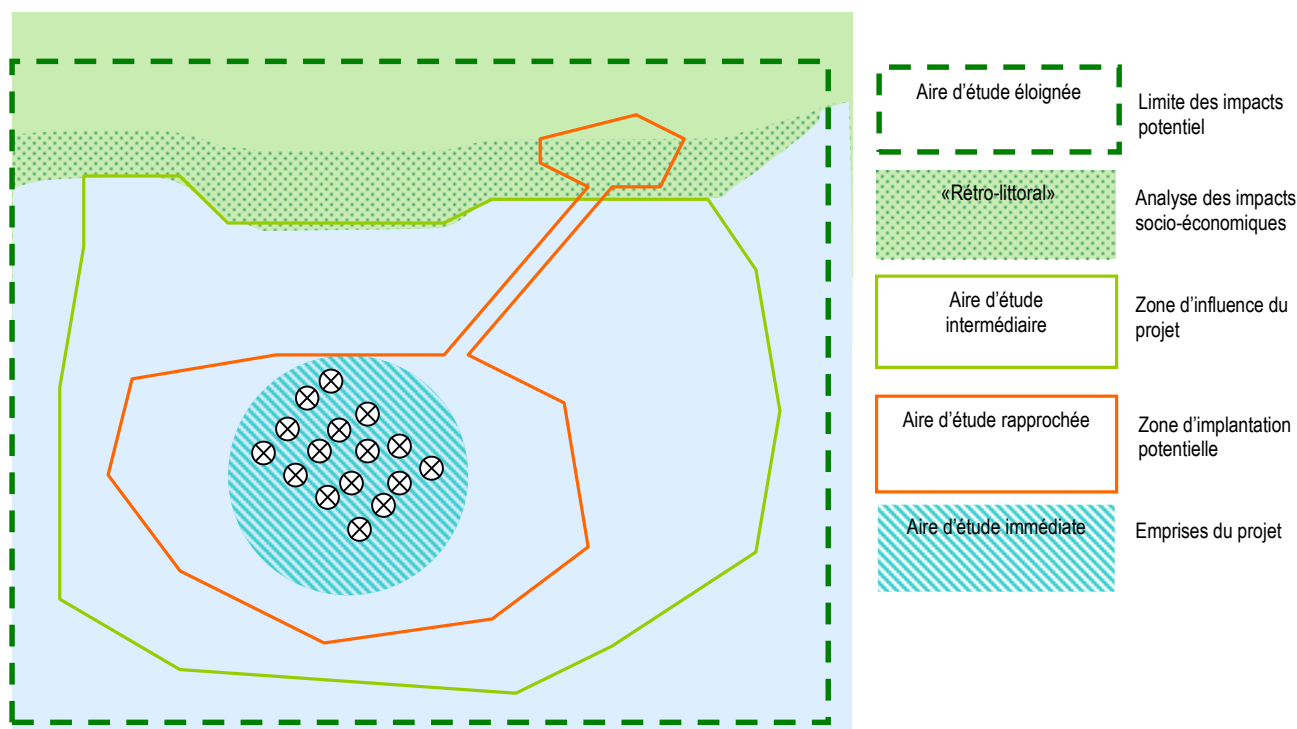 Aire d'étude éloignée
Limite des impacts
potentiel
«Rétro-littoral»
Analyse des impacts
socio-économiques
Aire d'étude
intermédiaire
Zone d'influence du
projet
Aire d'étude rapprochée
Zone d'implantation
potentielle
Aire d'étude immédiate
Emprises du projet